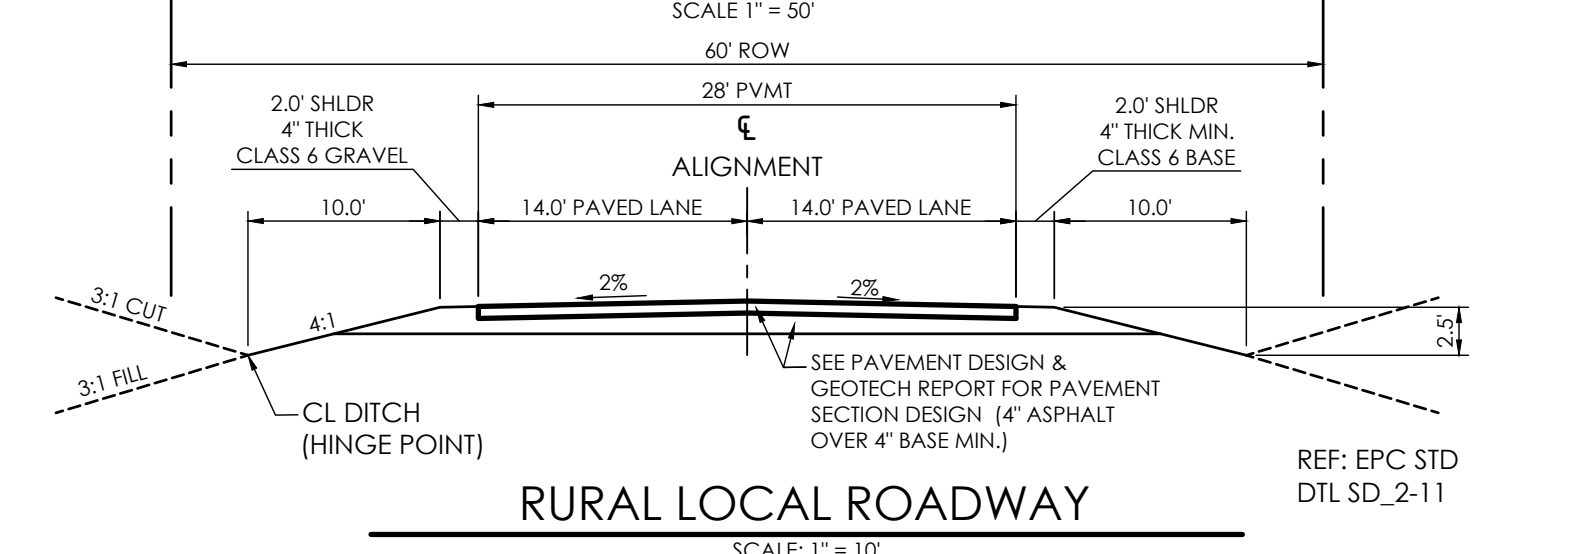 SCALE 1" = 50'
60' ROW
28' PVMT
2.0' SHLDR
4" THICK
CLASS 6 GRAVEL
℄
ALIGNMENT
2.0' SHLDR
4" THICK MIN.
CLASS 6 BASE
10.0'
14.0' PAVED LANE
14.0' PAVED LANE
10.0'
2%
2%
3:1 CUT
4:1
3:1 FILL
2.5'
CL DITCH
(HINGE POINT)
SEE PAVEMENT DESIGN &
GEOTECH REPORT FOR PAVEMENT
SECTION DESIGN (4" ASPHALT
OVER 4" BASE MIN.)
REF: EPC STD
DTL SD_2-11
RURAL LOCAL ROADWAY
SCALE: 1" = 10'